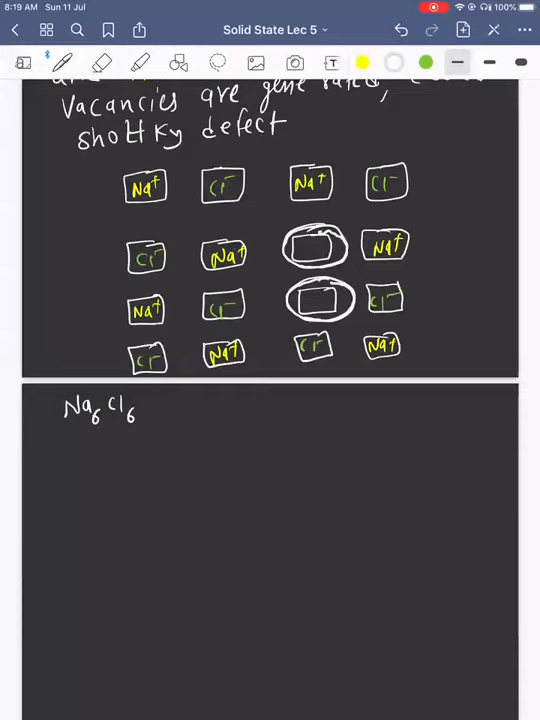 8:19 AM Sun 11 Jul 100%
Solid State Lec 5
vacancies are generated,
shottky defect
Na+ Cl- Na+ Cl-
Cl- Na+ Na+
Na+ Cl- Cl-
Cl- Na+ Cl- Na+
Na6 Cl6